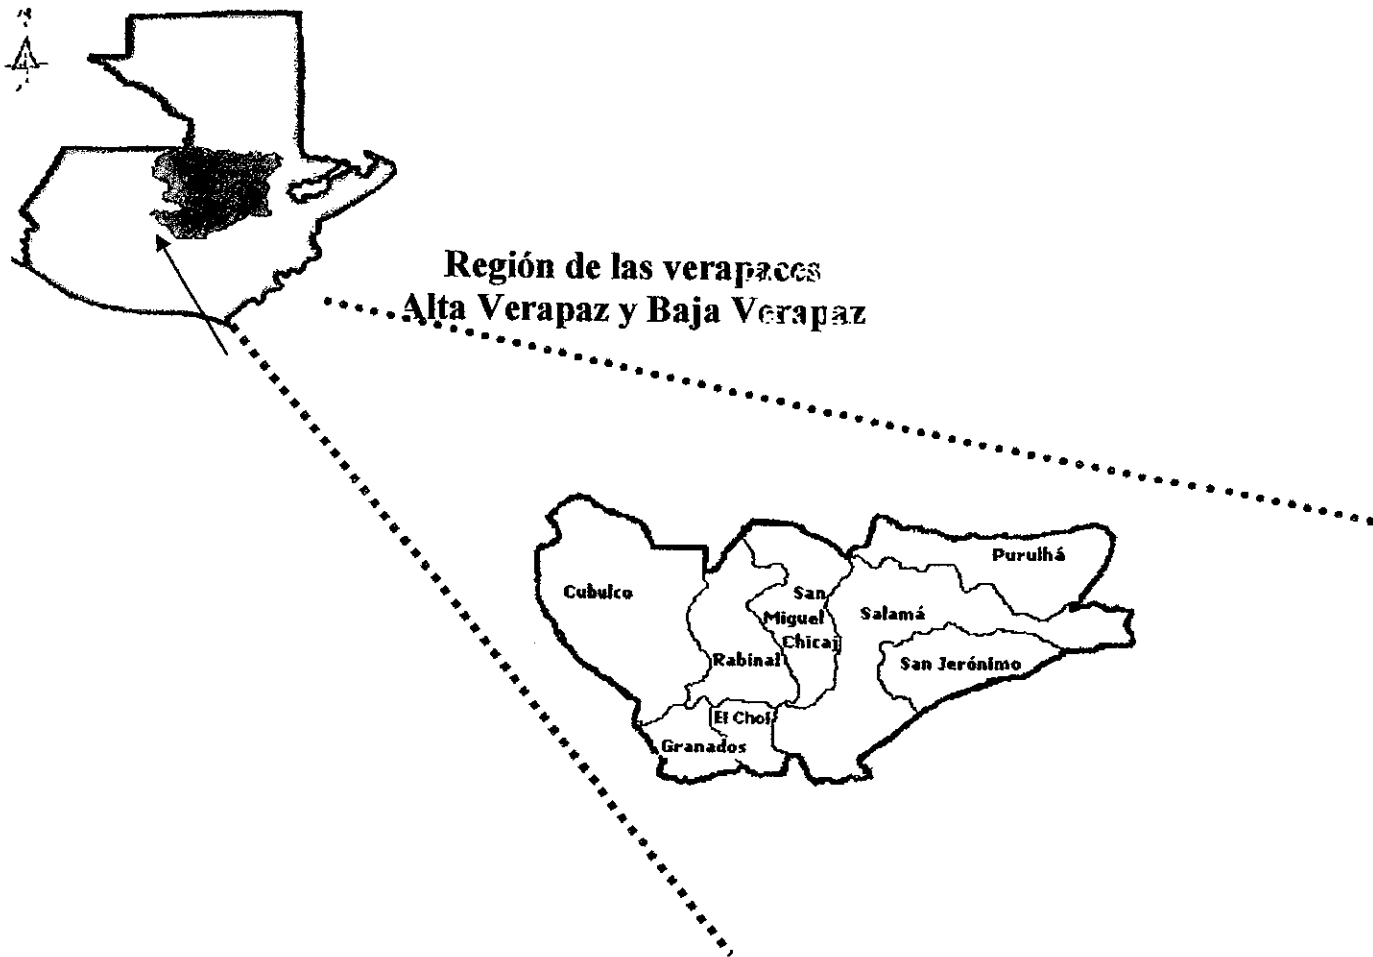 Región de las verapaces
Alta Verapaz y Baja Verapaz
Purulhá
Cubulco
San
Miguel
Chicaj
Salamá
Rabinal
San Jerónimo
El Chol
Granados